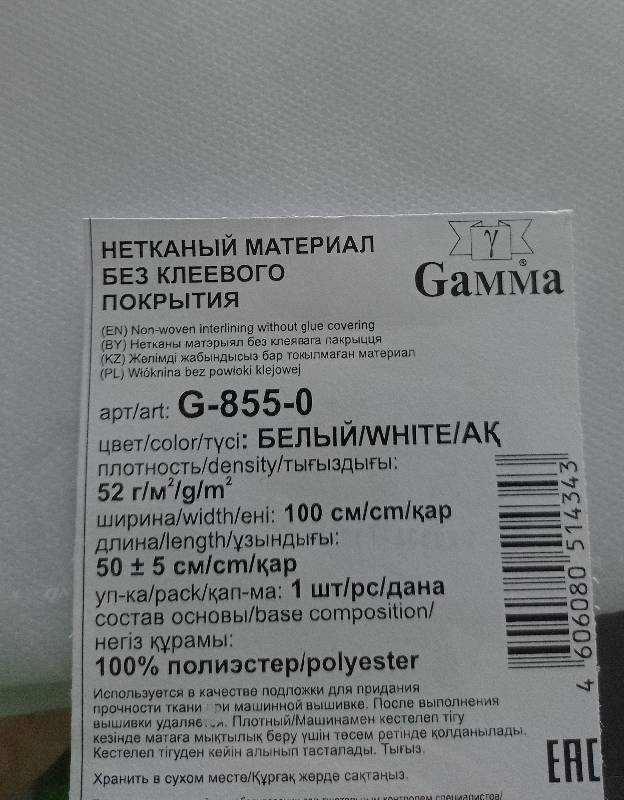 НЕТКАНЫЙ МАТЕРИАЛ
БЕЗ КЛЕЕВОГО
ПОКРЫТИЯ
γ
Gамма®
(EN) Non-woven interlining without glue covering
(BY) Нетканы матэрыял без клеявага пакрыцця
(KZ) Желімді жабындысыз бар тоқылмаған материал
(PL) Włóknina bez powłoki klejowej
арт/art: G-855-0
цвет/color/түсі: БЕЛЫЙ/WHITE/АҚ
плотность/density/тығыздығы:
52 г/м²/g/m²
ширина/width/ені: 100 см/cm/қар
длина/length/ұзындығы:
50 ± 5 см/cm/қар
уп-ка/pack/қап-ма: 1 шт/pc/дана
состав основы/base composition/
негіз құрамы:
100% полиэстер/polyester
Используется в качестве подложки для придания
прочности ткани при машинной вышивке. После выполнения
вышивки удаляется. Плотный/Машинамен кестелеп тігу
кезінде матаға мықтылық беру үшін төсем ретінде қолданылады.
Кестелеп тігуден кейін алынып тасталады. Тығыз.
Хранить в сухом месте/Құрғақ жерде сақтаңыз.
4 606080 514343
EAC